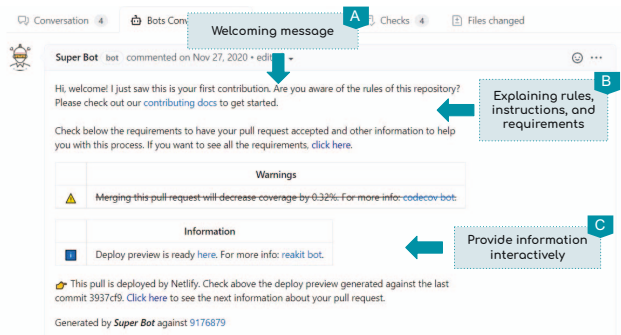 Conversation 4
Bots Conv
Checks 4
Files changed
A
Welcoming message
Super Bot bot commented on Nov 27, 2020 • edit
Hi, welcome! I just saw this is your first contribution. Are you aware of the rules of this repository?
Please check out our contributing docs to get started.
B
Explaining rules,
instructions, and
requirements
Check below the requirements to have your pull request accepted and other information to help
you with this process. If you want to see all the requirements, click here.
Warnings
Merging this pull request will decrease coverage by 0.32%. For more info: codecov bot.
Information
Deploy preview is ready here. For more info: reakit bot.
C
Provide information
interactively
This pull is deployed by Netlify. Check above the deploy preview generated against the last
commit 3937cf9. Click here to see the next information about your pull request.
Generated by Super Bot against 9176879